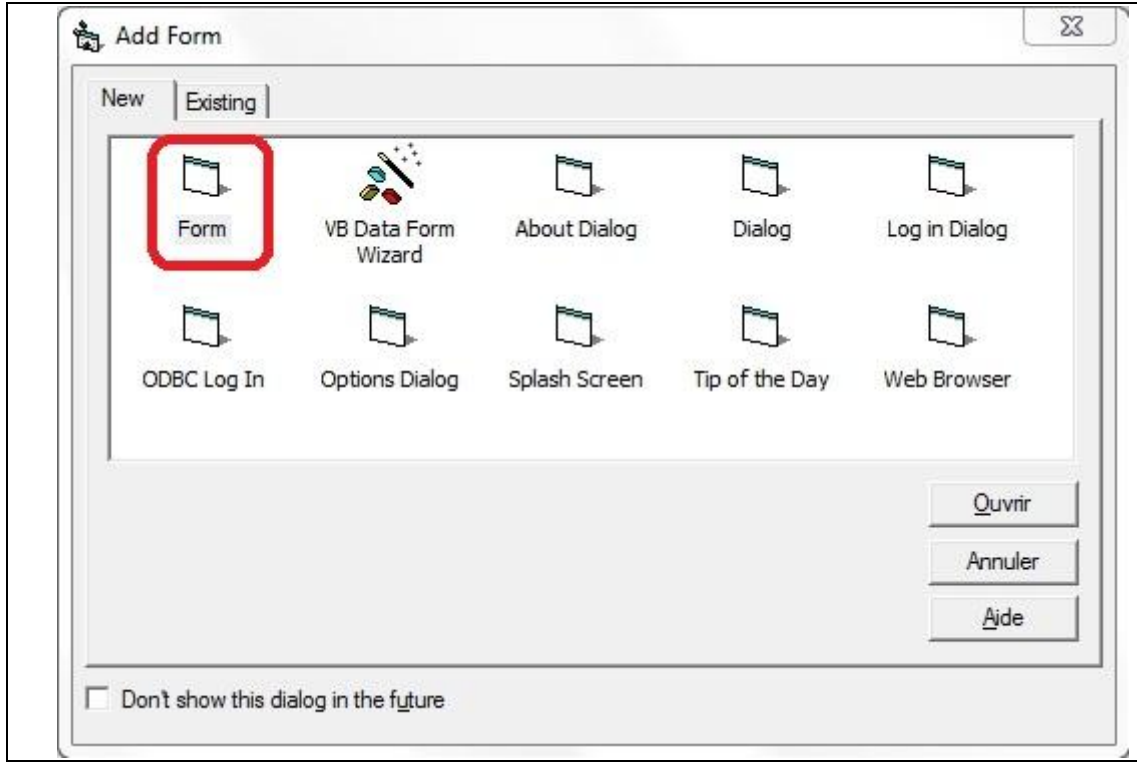 Add Form
New Existing
Form VB Data Form Wizard About Dialog Dialog Log in Dialog
ODBC Log In Options Dialog Splash Screen Tip of the Day Web Browser
Ouvrir
Annuler
Aide
Don't show this dialog in the future